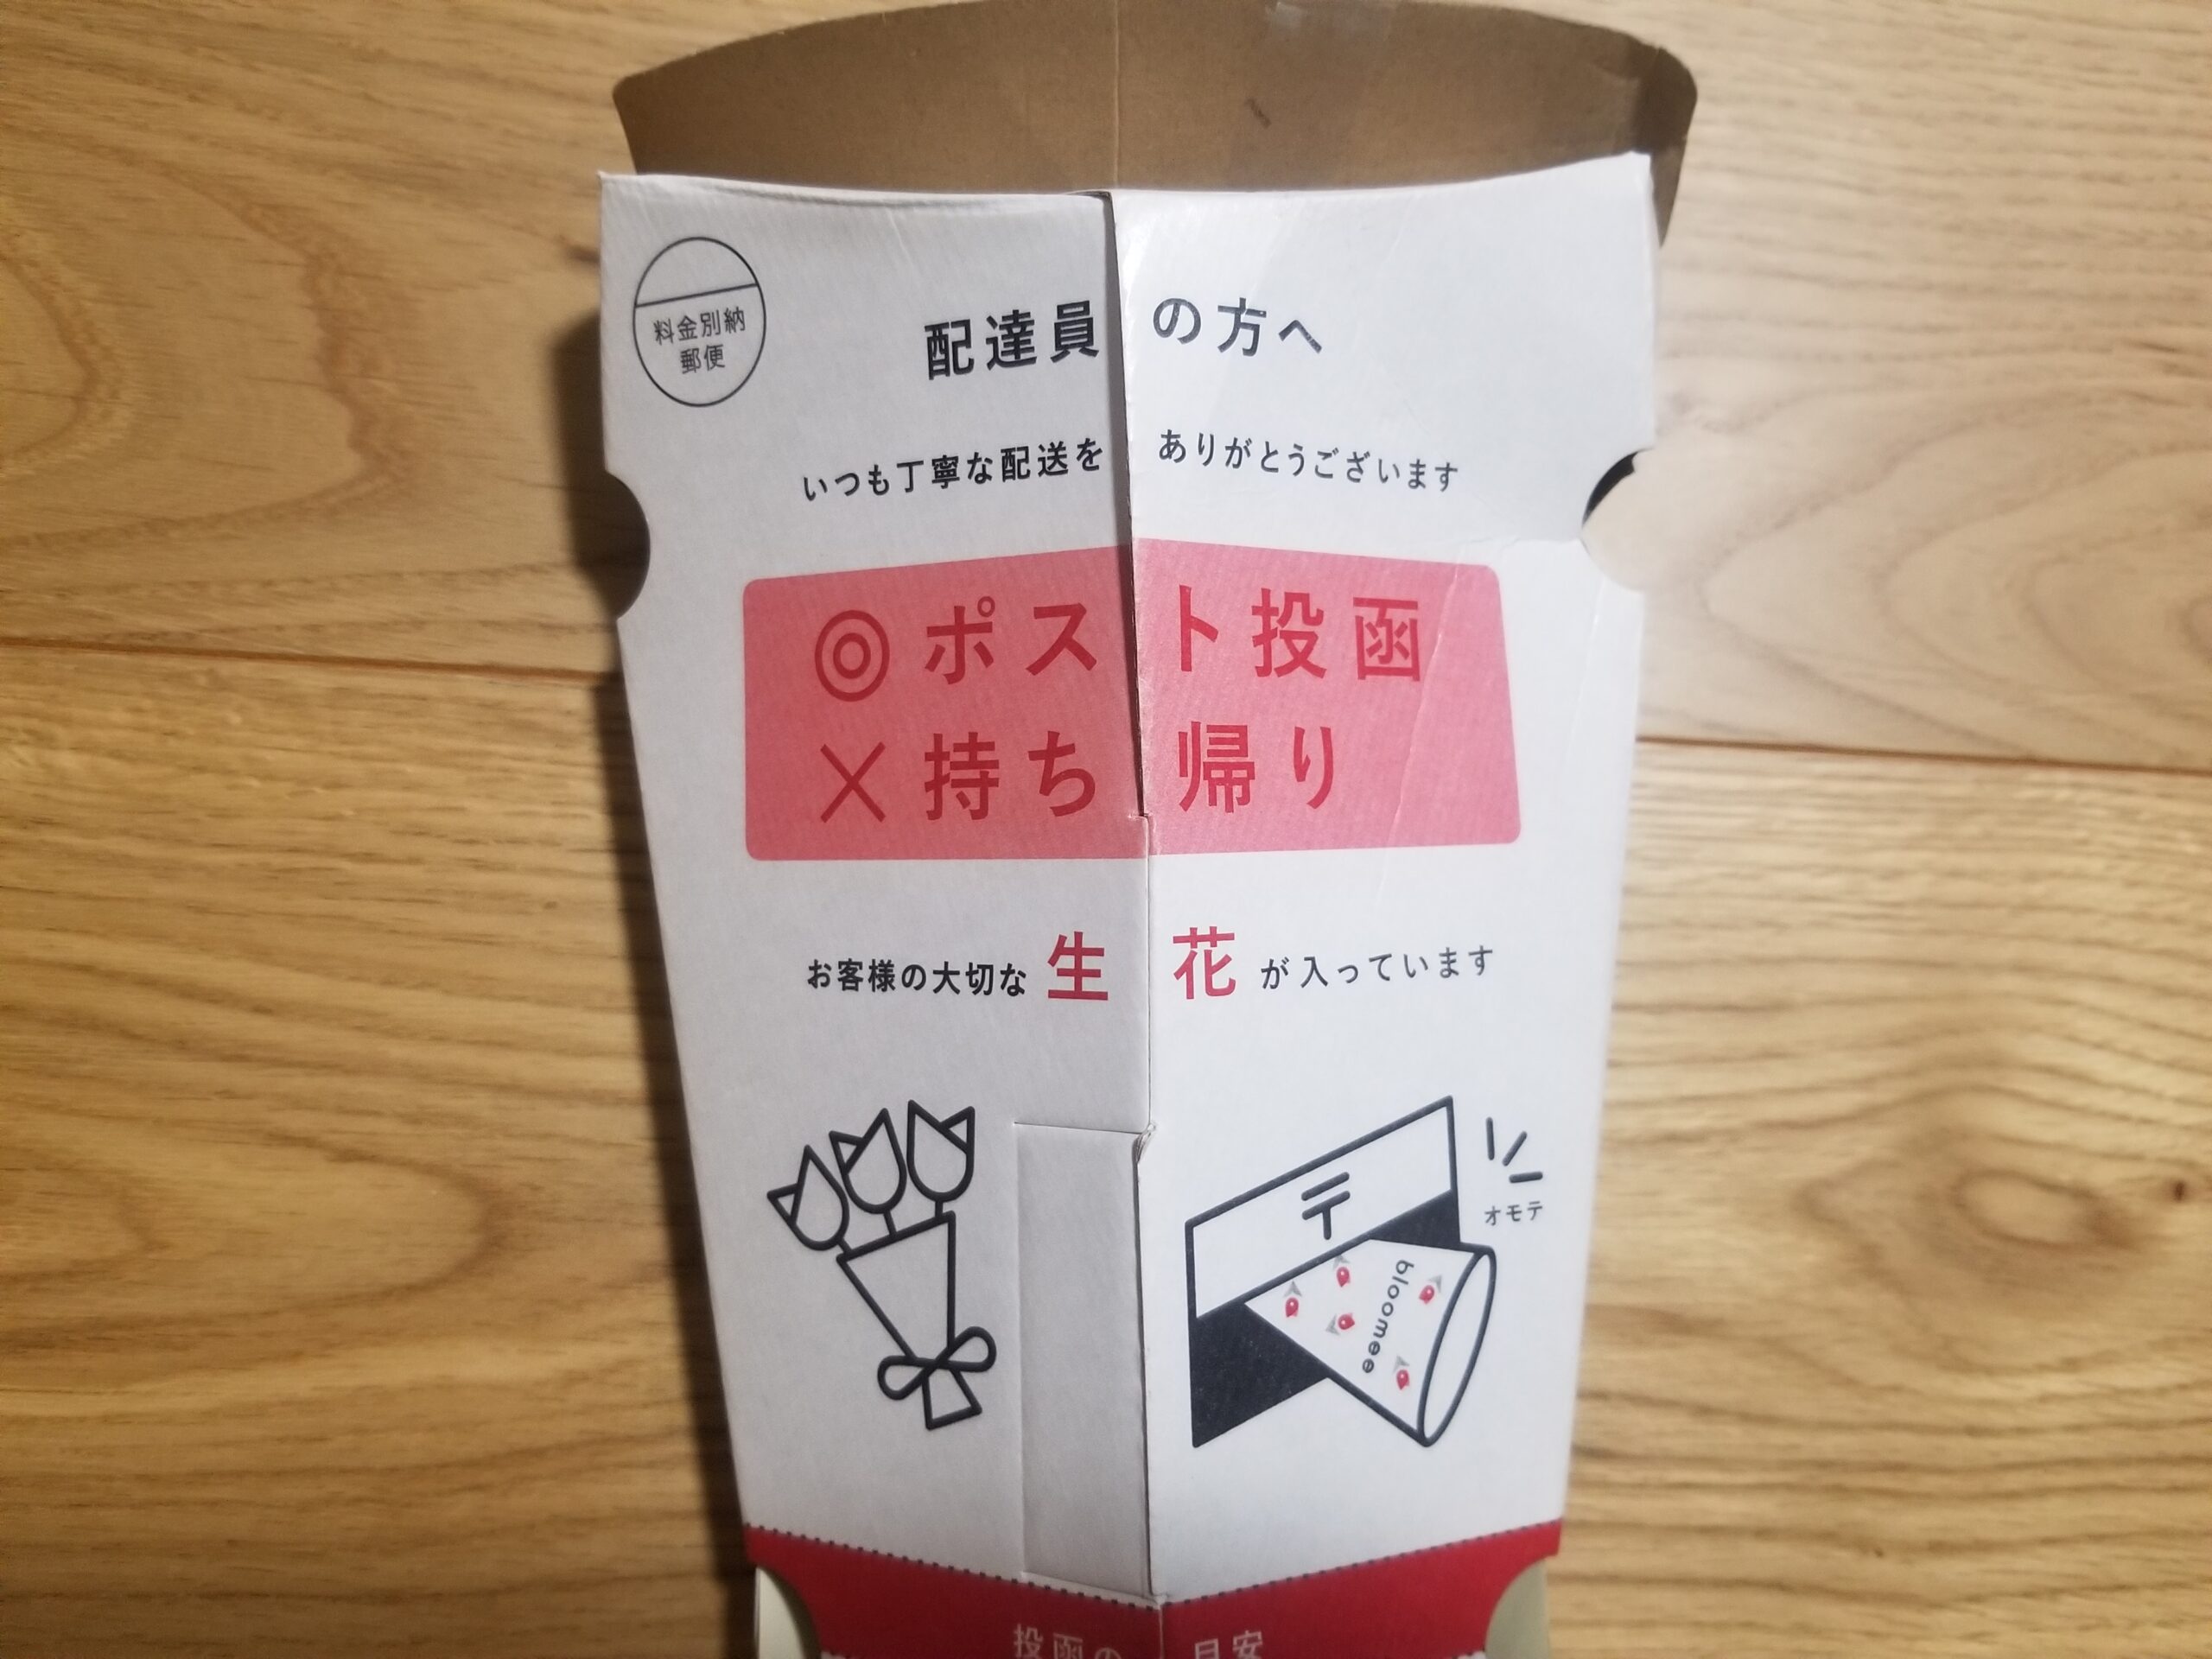 料金別納
郵便
配達員の方へ
いつも丁寧な配送をありがとうございます
◎ポスト投函
×持ち帰り
お客様の大切な生花が入っています
〒
オモテ
bloomee
投函の目安